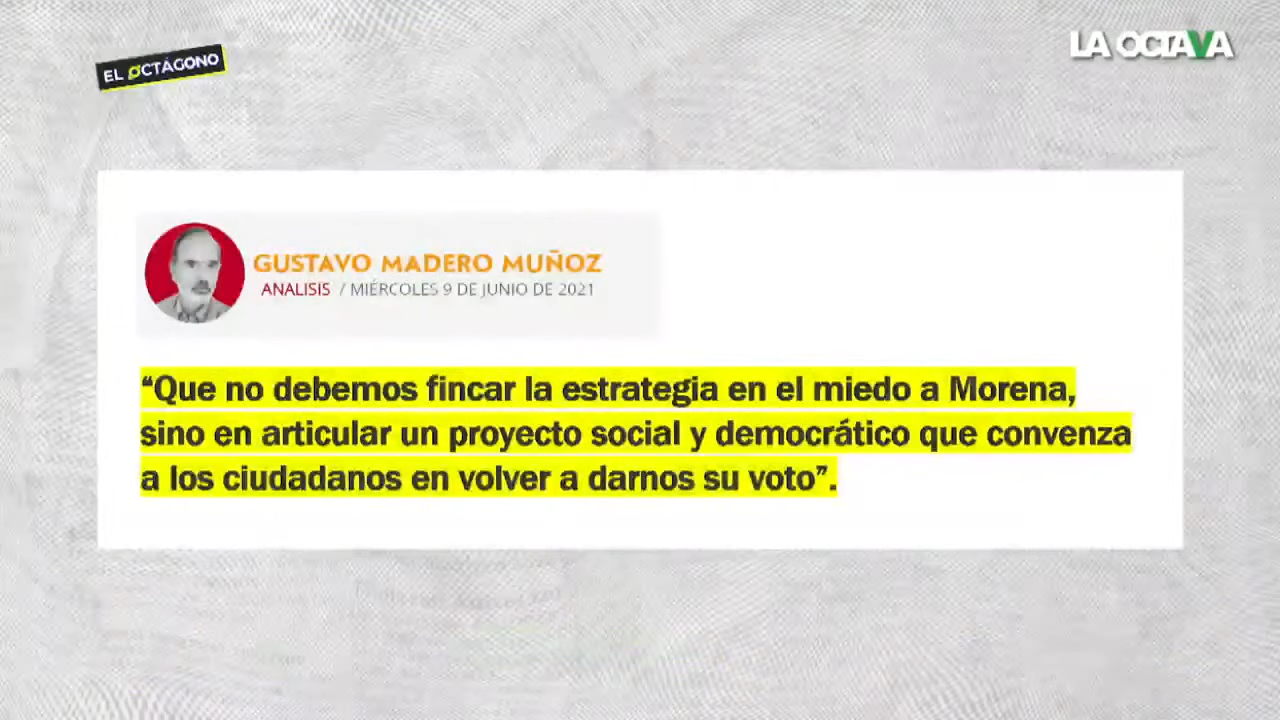 EL OCTÁGONO
LA OCTAVA
GUSTAVO MADERO MUÑOZ
ANALISIS / MIÉRCOLES 9 DE JUNIO DE 2021
“Que no debemos fincar la estrategia en el miedo a Morena,
sino en articular un proyecto social y democrático que convenza
a los ciudadanos en volver a darnos su voto”.